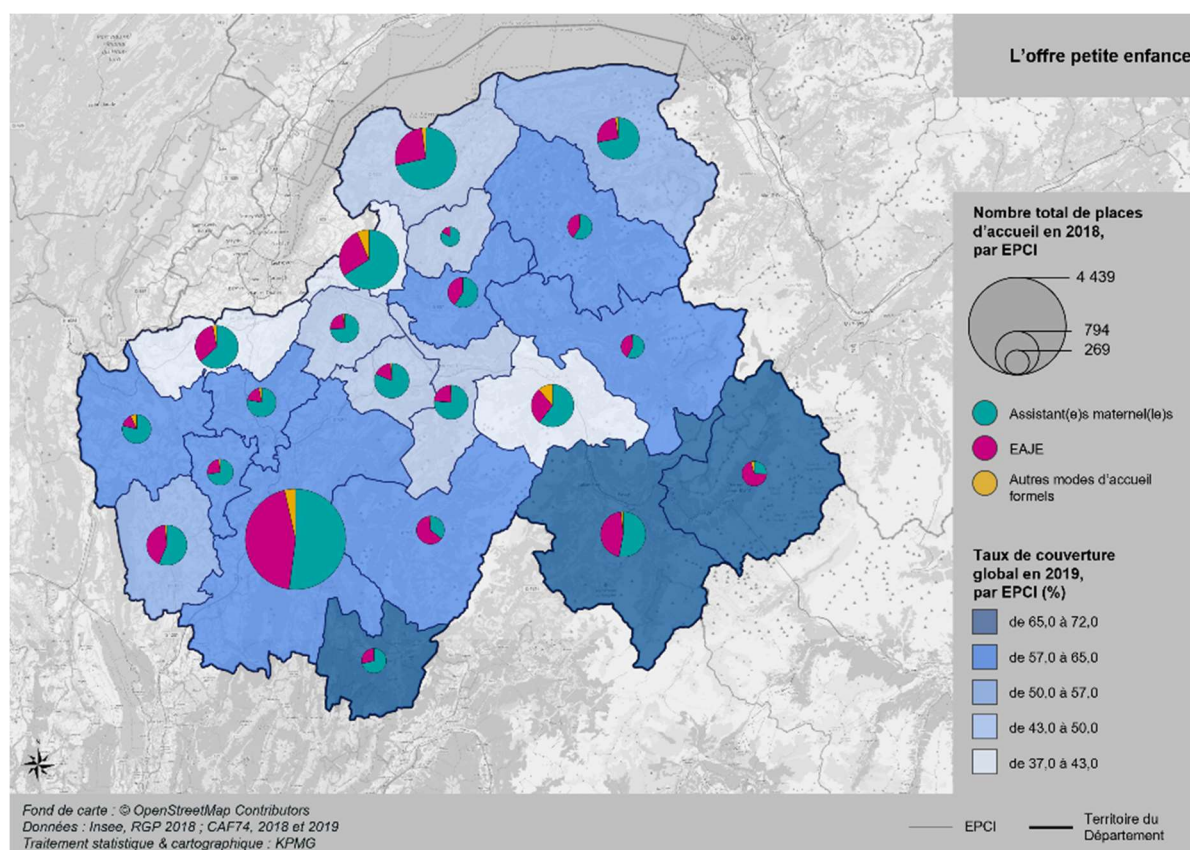 L'offre petite enfance
Nombre total de places
d'accueil en 2018,
par EPCI
4 439
794
269
Assistant(e)s maternel(le)s
EAJE
Autres modes d'accueil
formels
Taux de couverture
global en 2019,
par EPCI (%)
de 65,0 à 72,0
de 57,0 à 65,0
de 50,0 à 57,0
de 43,0 à 50,0
de 37,0 à 43,0
Fond de carte : © OpenStreetMap Contributors
Données : Insee, RGP 2018 ; CAF74, 2018 et 2019
Traitement statistique & cartographique : KPMG
EPCI
Territoire du
Département